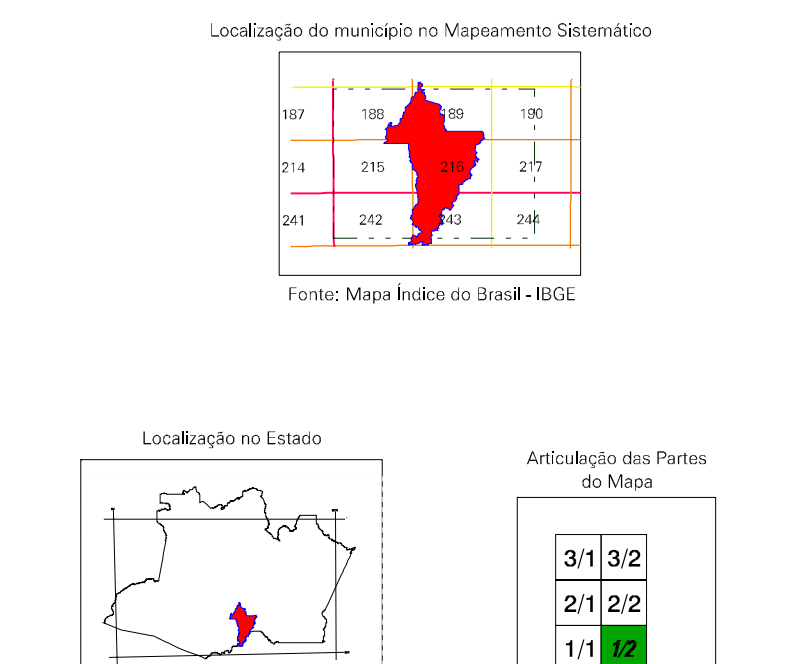 Localização do município no Mapeamento Sistemático
187 188 189 190
214 215 216 217
241 242 243 244
Fonte: Mapa Índice do Brasil - IBGE
Localização no Estado
Articulação das Partes
do Mapa
3/1 3/2
2/1 2/2
1/1 1/2